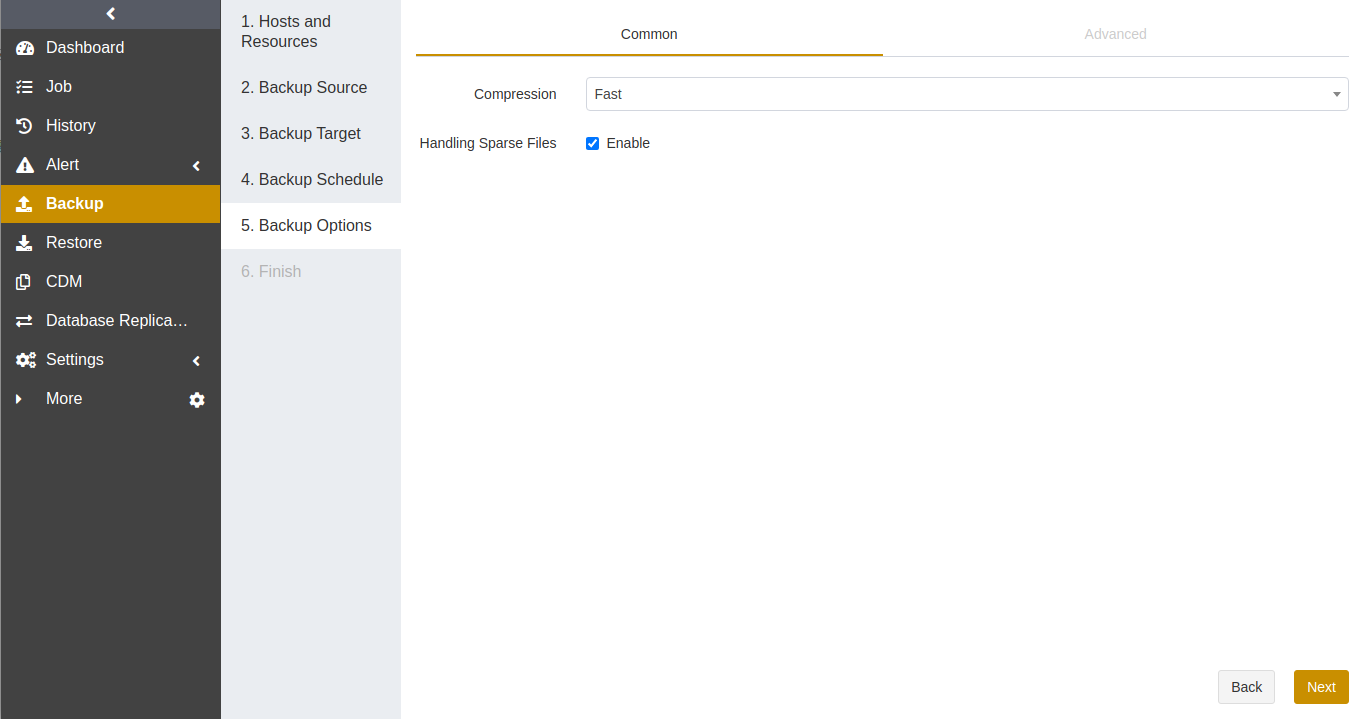 Dashboard
Job
History
Alert
Backup
Restore
CDM
Database Replica…
Settings
More
1. Hosts and
Resources
2. Backup Source
3. Backup Target
4. Backup Schedule
5. Backup Options
6. Finish
Common
Advanced
Compression
Fast
Handling Sparse Files
Enable
Back
Next